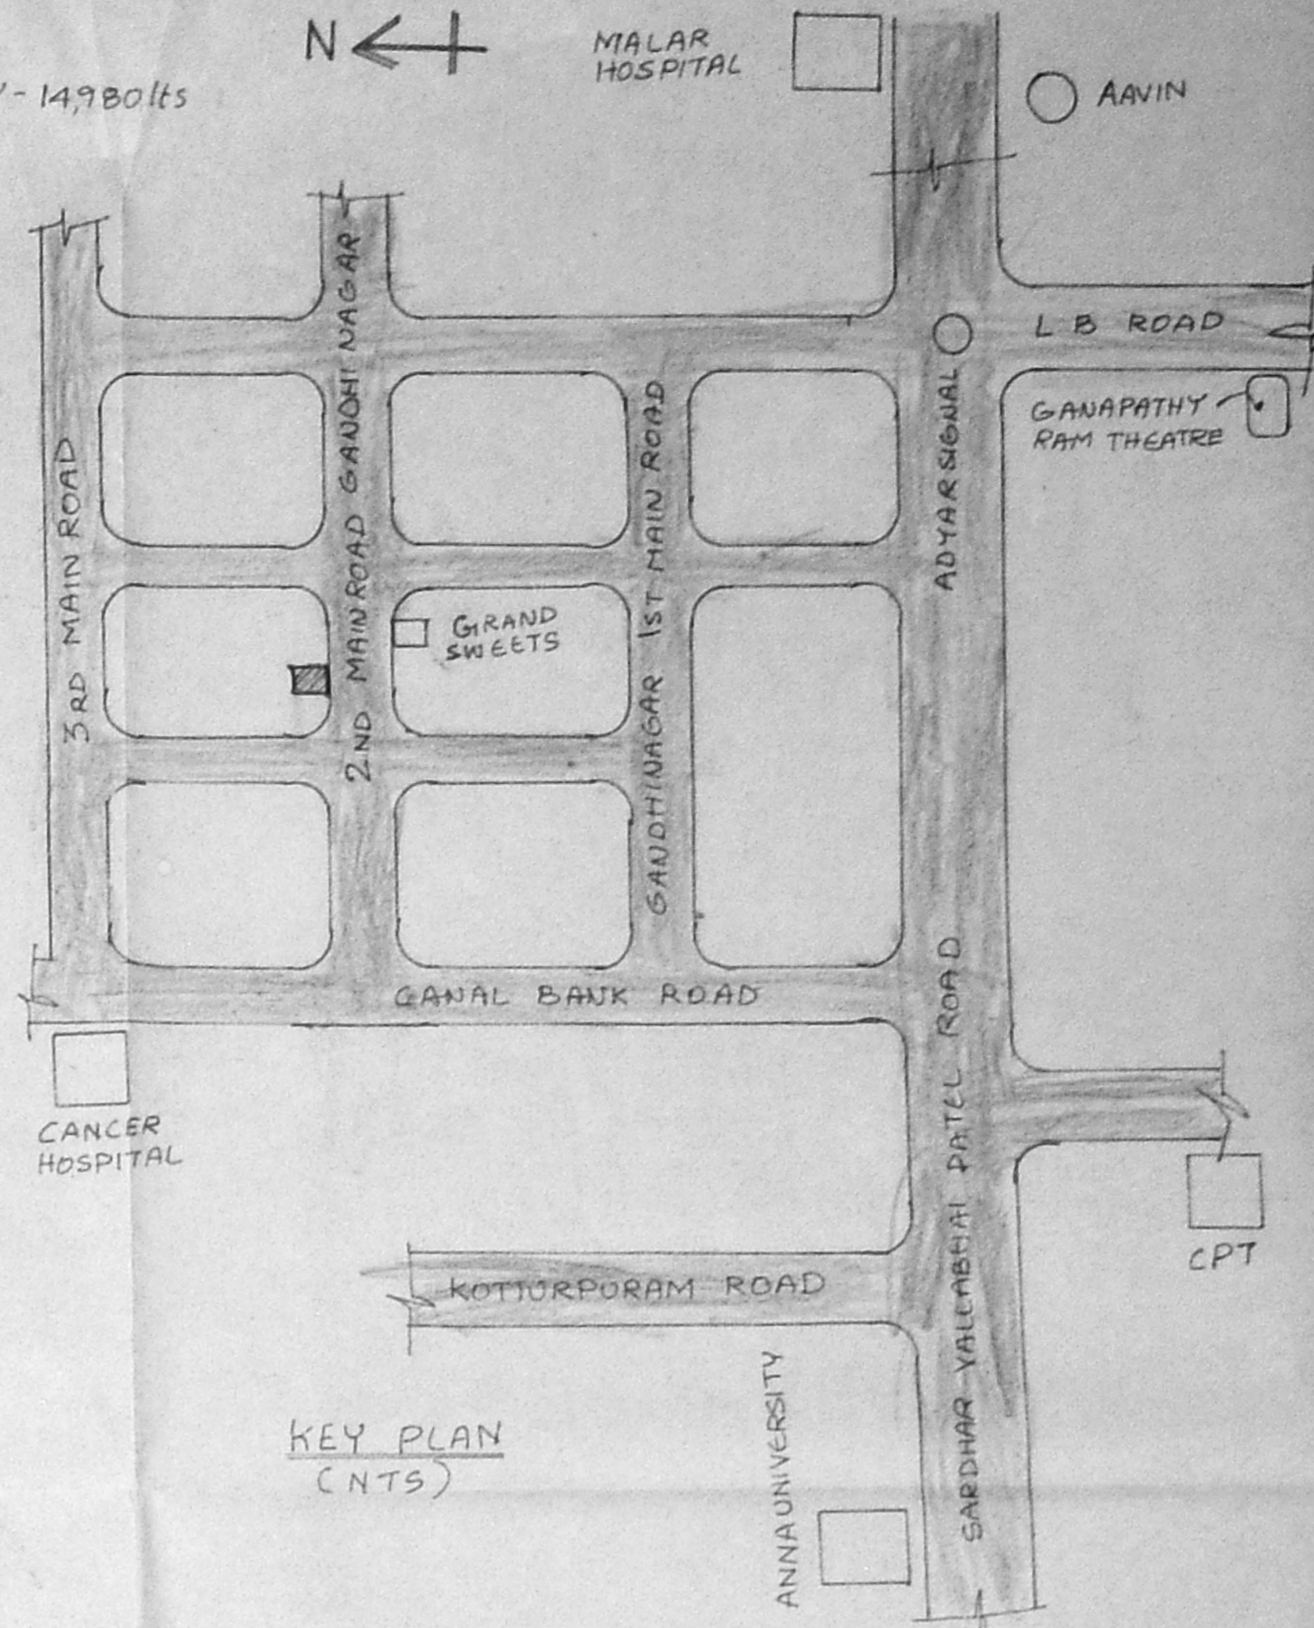 N
MALAR
HOSPITAL
- 14,980 lts
AAVIN
L B ROAD
GANAPATHY
RAM THEATRE
ADYAR SIGNAL
3RD MAIN ROAD
2ND MAIN ROAD GANDHI NAGAR
GANDHINAGAR 1ST MAIN ROAD
GRAND
SWEETS
CANAL BANK ROAD
SARDHAR VALLABHAI PATEL ROAD
CANCER
HOSPITAL
CPT
KOTTURPURAM ROAD
ANNA UNIVERSITY
KEY PLAN
(NTS)